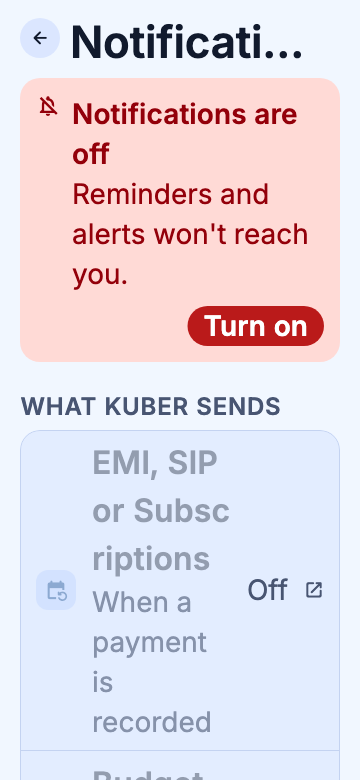 Notificati...
Notifications are
off
Reminders and
alerts won't reach
you.
Turn on
WHAT KUBER SENDS
EMI, SIP
or Subsc
riptions
When a
payment
is
recorded
Off
Budget